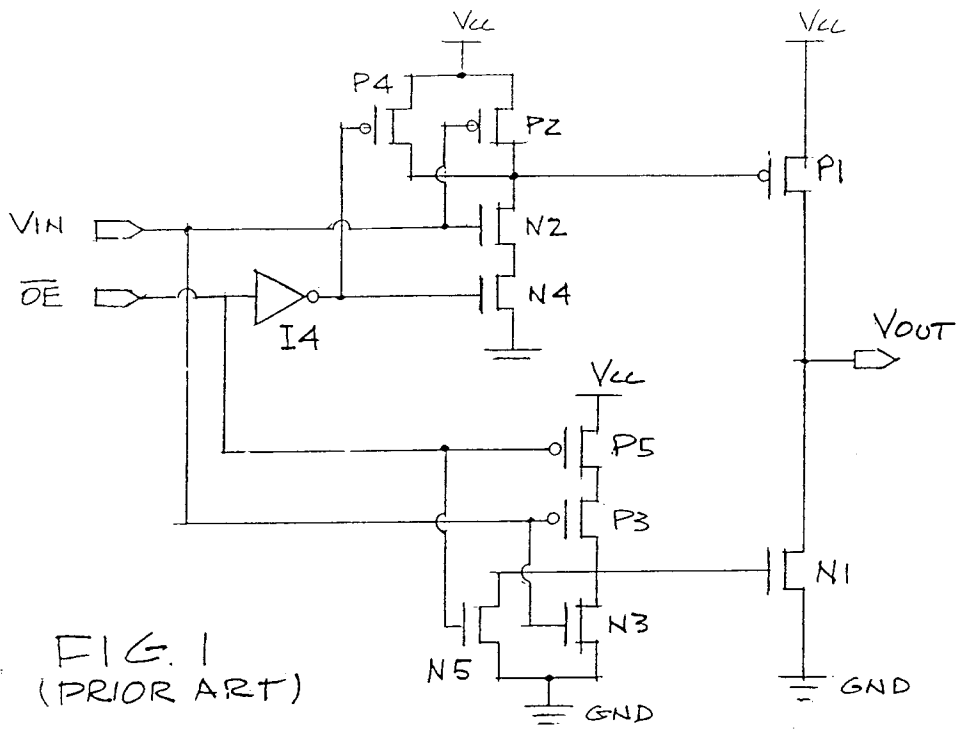 Vcc
Vcc
P4
P2
P1
VIN
N2
OE
N4
I4
VOUT
Vcc
P5
P3
N1
N3
N5
FIG. 1
(PRIOR ART)
GND
GND